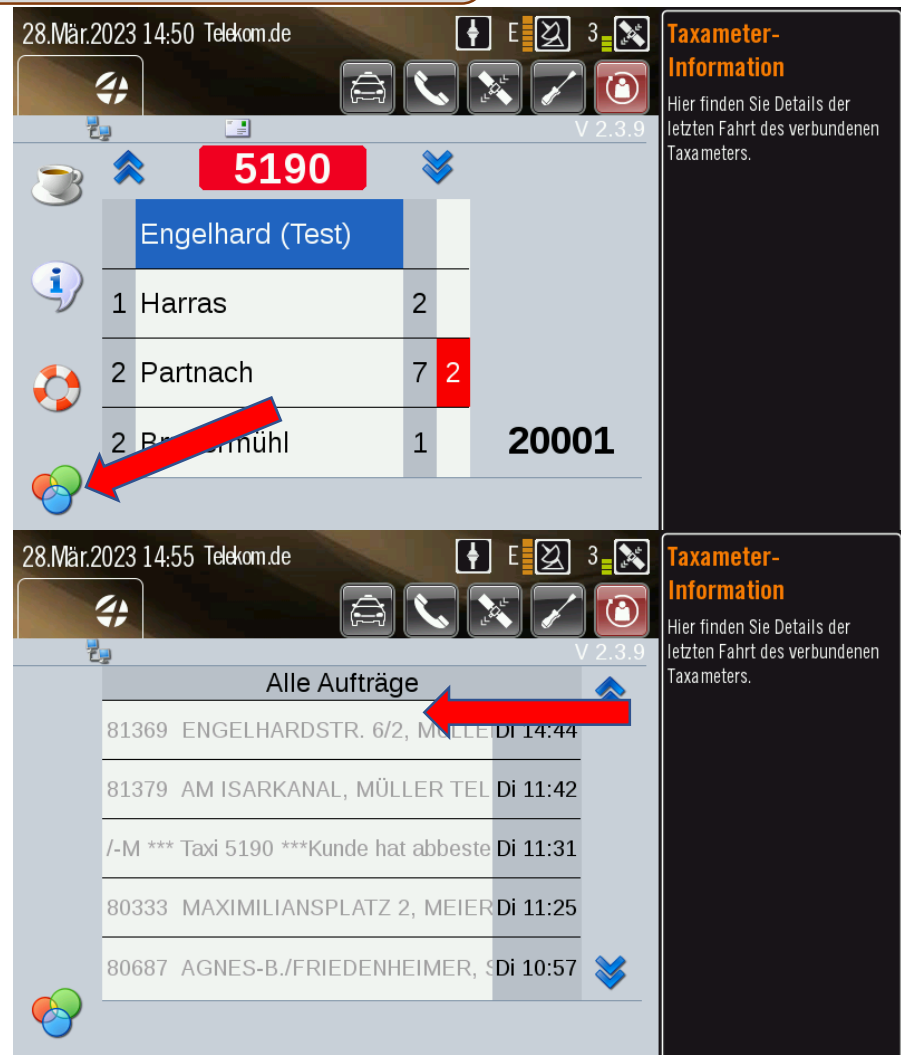 28.Mär.2023 14:50 Telekom.de E 3
V 2.3.9
5190
Engelhard (Test)
1 Harras 2
2 Partnach 7 2
2 1
20001
Taxameter-
Information
Hier finden Sie Details der
letzten Fahrt des verbundenen
Taxameters.
28.Mär.2023 14:55 Telekom.de E 3
V 2.3.9
Alle Aufträge
81369 ENGELHARDSTR. 6/2, Di 14:44
81379 AM ISARKANAL, MÜLLER TEL Di 11:42
/-M *** Taxi 5190 ***Kunde hat abbeste Di 11:31
80333 MAXIMILIANSPLATZ 2, MEIER Di 11:25
80687 AGNES-B./FRIEDENHEIMER, S Di 10:57
Taxameter-
Information
Hier finden Sie Details der
letzten Fahrt des verbundenen
Taxameters.